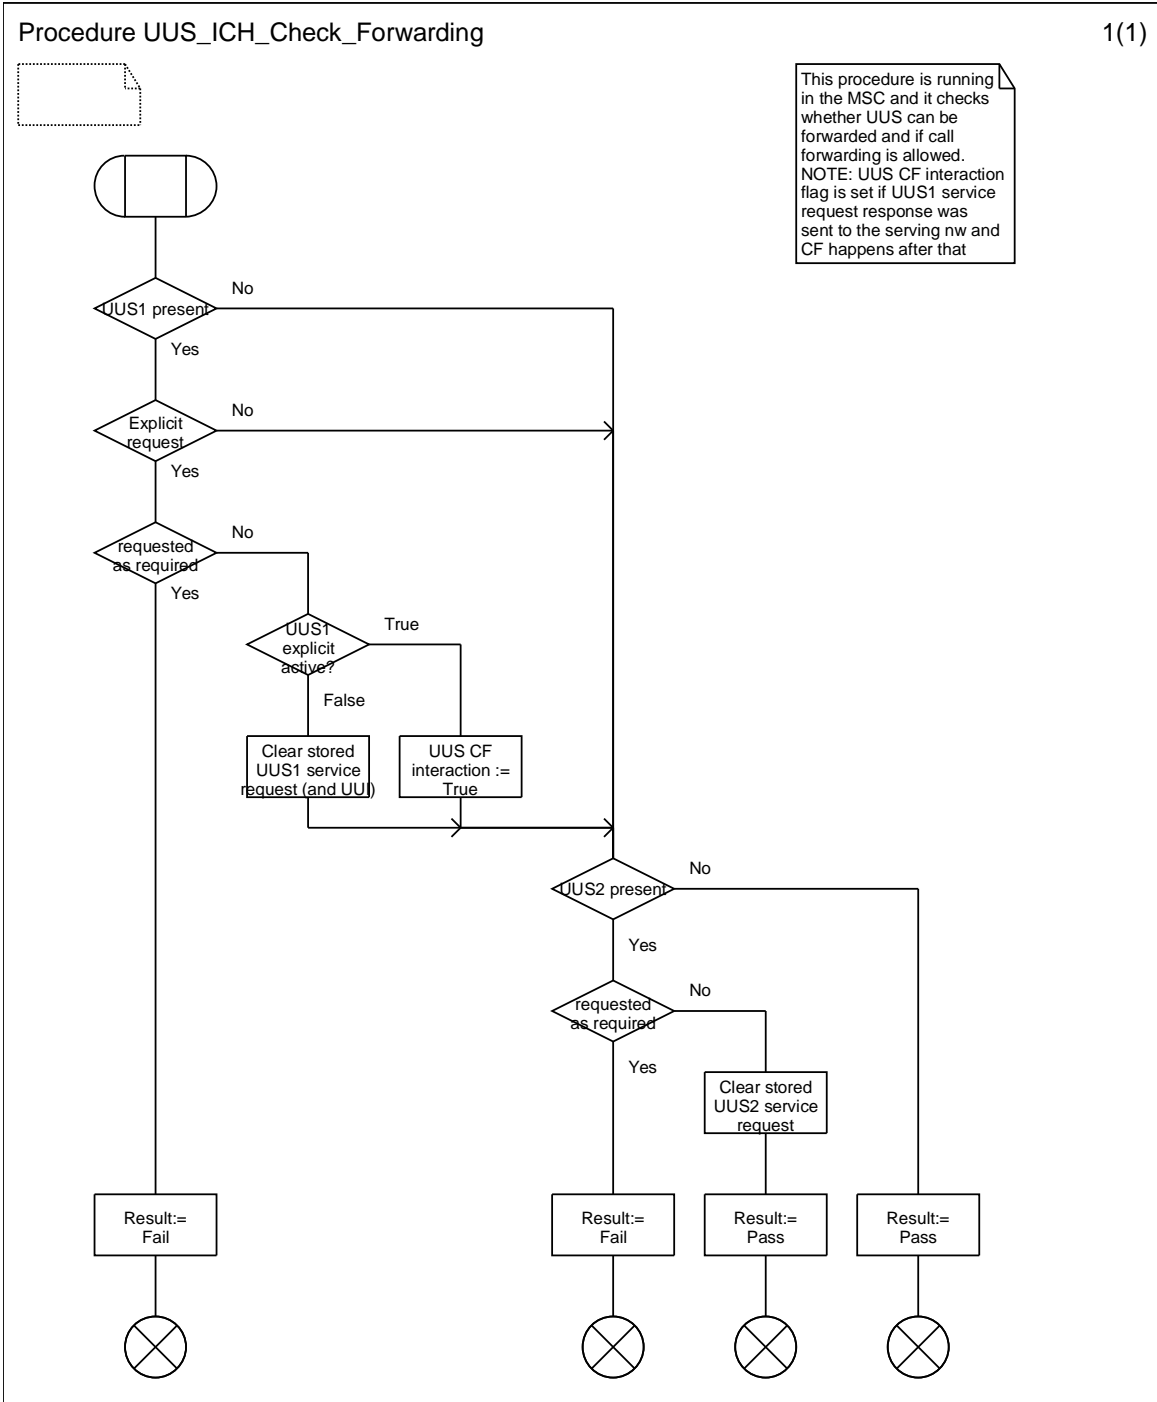 Procedure UUS_ICH_Check_Forwarding
1(1)
This procedure is running
in the MSC and it checks
whether UUS can be
forwarded and if call
forwarding is allowed.
NOTE: UUS CF interaction
flag is set if UUS1 service
request response was
sent to the serving nw and
CF happens after that
No
UUS1 present
Yes
No
Explicit
request
Yes
No
requested
as required
Yes
True
UUS1
explicit
active?
False
Clear stored
UUS1 service
request (and UUI)
UUS CF
interaction :=
True
No
UUS2 present
Yes
No
requested
as required
Yes
Clear stored
UUS2 service
request
Result:=
Fail
Result:=
Fail
Result:=
Pass
Result:=
Pass